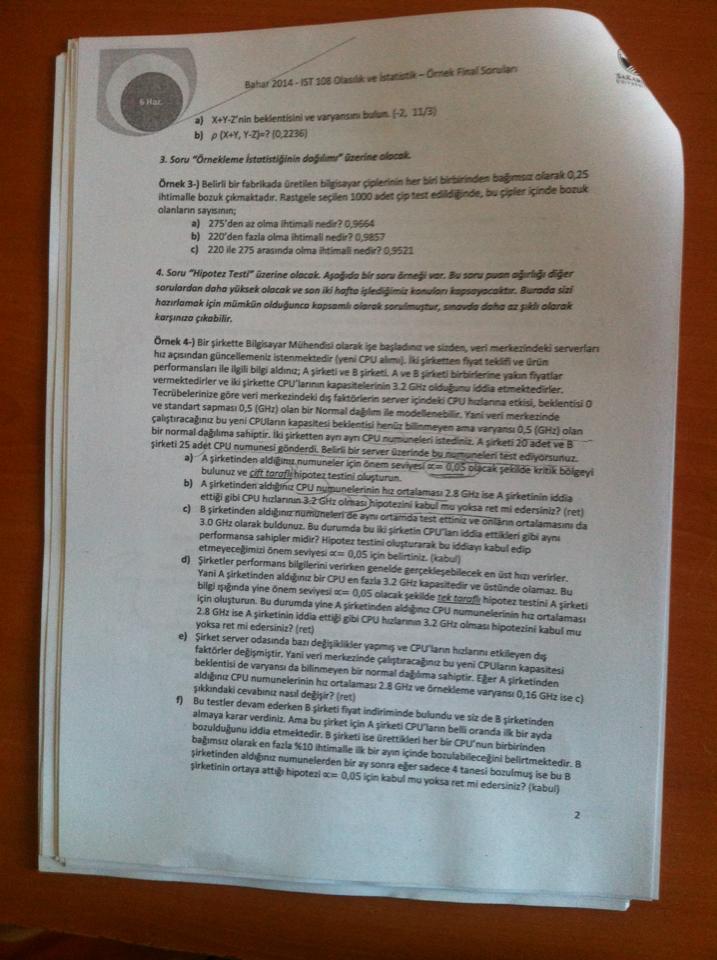 6 Haz.
Bahar 2014 - IST 108 Olasılık ve İstatistik – Örnek Final Soruları
SAKARYA
a) X+Y-Z'nin beklentisini ve varyansını bulun. (-2, 11/3)
b) ρ (X+Y, Y-Z)=? (0,2236)
3. Soru "Örnekleme İstatistiğinin dağılımı" üzerine olacak.
Örnek 3-) Belirli bir fabrikada üretilen bilgisayar çiplerinin her biri birbirinden bağımsız olarak 0,25
ihtimalle bozuk çıkmaktadır. Rastgele seçilen 1000 adet çip test edildiğinde, bu çipler içinde bozuk
olanların sayısının;
a) 275'den az olma ihtimali nedir? 0,9664
b) 220'den fazla olma ihtimali nedir? 0,9857
c) 220 ile 275 arasında olma ihtimali nedir? 0,9521
4. Soru "Hipotez Testi" üzerine olacak. Aşağıda bir soru örneği var. Bu soru puan ağırlığı diğer
sorulardan daha yüksek olacak ve son iki hafta işlediğimiz konuları kapsayacaktır. Burada sizi
hazırlamak için mümkün olduğunca kapsamlı olarak sorulmuştur, sınavda daha az şıklı olarak
karşınıza çıkabilir.
Örnek 4-) Bir şirkette Bilgisayar Mühendisi olarak işe başladınız ve sizden, veri merkezindeki serverları
hız açısından güncellemeniz istenmektedir (yeni CPU alımı). İki şirketten fiyat teklifi ve ürün
performansları ile ilgili bilgi aldınız; A şirketi ve B şirketi. A ve B şirketi birbirlerine yakın fiyatlar
vermektedirler ve iki şirkette CPU'larının kapasitelerinin 3.2 GHz olduğunu iddia etmektedirler.
Tecrübelerinize göre veri merkezindeki dış faktörlerin server içindeki CPU hızlarına etkisi, beklentisi 0
ve standart sapması 0,5 (GHz) olan bir Normal dağılım ile modellenebilir. Yani veri merkezinde
çalıştıracağınız bu yeni CPUların kapasitesi beklentisi henüz bilinmeyen ama varyansı 0,5 (GHz) olan
bir normal dağılıma sahiptir. İki şirketten ayrı ayrı CPU numuneleri istediniz. A şirketi 20 adet ve B
şirketi 25 adet CPU numunesi gönderdi. Belirli bir server üzerinde bu numuneleri test ediyorsunuz.
a) A şirketinden aldığınız numuneler için önem seviyesi ∝= 0,05 olacak şekilde kritik bölgeyi
bulunuz ve çift taraflı hipotez testini oluşturun.
b) A şirketinden aldığınız CPU numunelerinin hız ortalaması 2.8 GHz ise A şirketinin iddia
ettiği gibi CPU hızlarının 3.2 GHz olması hipotezini kabul mu yoksa ret mi edersiniz? (ret)
c) B şirketinden aldığınız numuneleri de aynı ortamda test ettiniz ve onların ortalamasını da
3.0 GHz olarak buldunuz. Bu durumda bu iki şirketin CPU'ları iddia ettikleri gibi aynı
performansa sahipler midir? Hipotez testini oluşturarak bu iddiayı kabul edip
etmeyeceğimizi önem seviyesi ∝= 0,05 için belirtiniz. (kabul)
d) Şirketler performans bilgilerini verirken genelde gerçekleşebilecek en üst hızı verirler.
Yani A şirketinden aldığınız bir CPU en fazla 3.2 GHz kapasitedir ve üstünde olamaz. Bu
bilgi ışığında yine önem seviyesi ∝= 0,05 olacak şekilde tek taraflı hipotez testini A şirketi
için oluşturun. Bu durumda yine A şirketinden aldığınız CPU numunelerinin hız ortalaması
2.8 GHz ise A şirketinin iddia ettiği gibi CPU hızlarının 3.2 GHz olması hipotezini kabul mu
yoksa ret mi edersiniz? (ret)
e) Şirket server odasında bazı değişiklikler yapmış ve CPU'ların hızlarını etkileyen dış
faktörler değişmiştir. Yani veri merkezinde çalıştıracağınız bu yeni CPUların kapasitesi
beklentisi de varyansı da bilinmeyen bir normal dağılıma sahiptir. Eğer A şirketinden
aldığınız CPU numunelerinin hız ortalaması 2.8 GHz ve örnekleme varyansı 0,16 GHz ise c)
şıkkındaki cevabınız nasıl değişir? (ret)
f) Bu testler devam ederken B şirketi fiyat indiriminde bulundu ve siz de B şirketinden
almaya karar verdiniz. Ama bu şirket için A şirketi CPU'ların belli oranda ilk bir ayda
bozulduğunu iddia etmektedir. B şirketi ise ürettikleri her bir CPU'nun birbirinden
bağımsız olarak en fazla %10 ihtimalle ilk bir ayın içinde bozulabileceğini belirtmektedir. B
şirketinden aldığınız numunelerden bir ay sonra eğer sadece 4 tanesi bozulmuş ise bu B
şirketinin ortaya attığı hipotezi ∝= 0,05 için kabul mu yoksa ret mi edersiniz? (kabul)
2